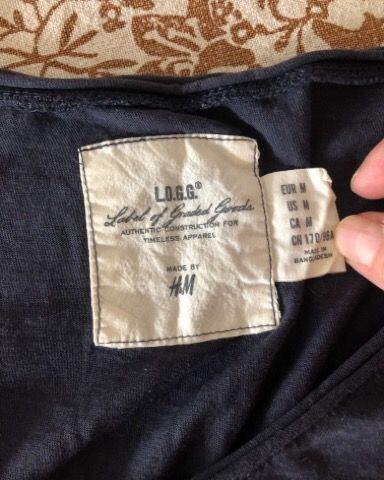 L.O.G.G.®
Label of Graded Goods
AUTHENTIC CONSTRUCTION FOR
TIMELESS APPAREL
MADE BY
H&M
EUR M
US M
CA M
CN 170/96A
MADE IN
BANGLADESH